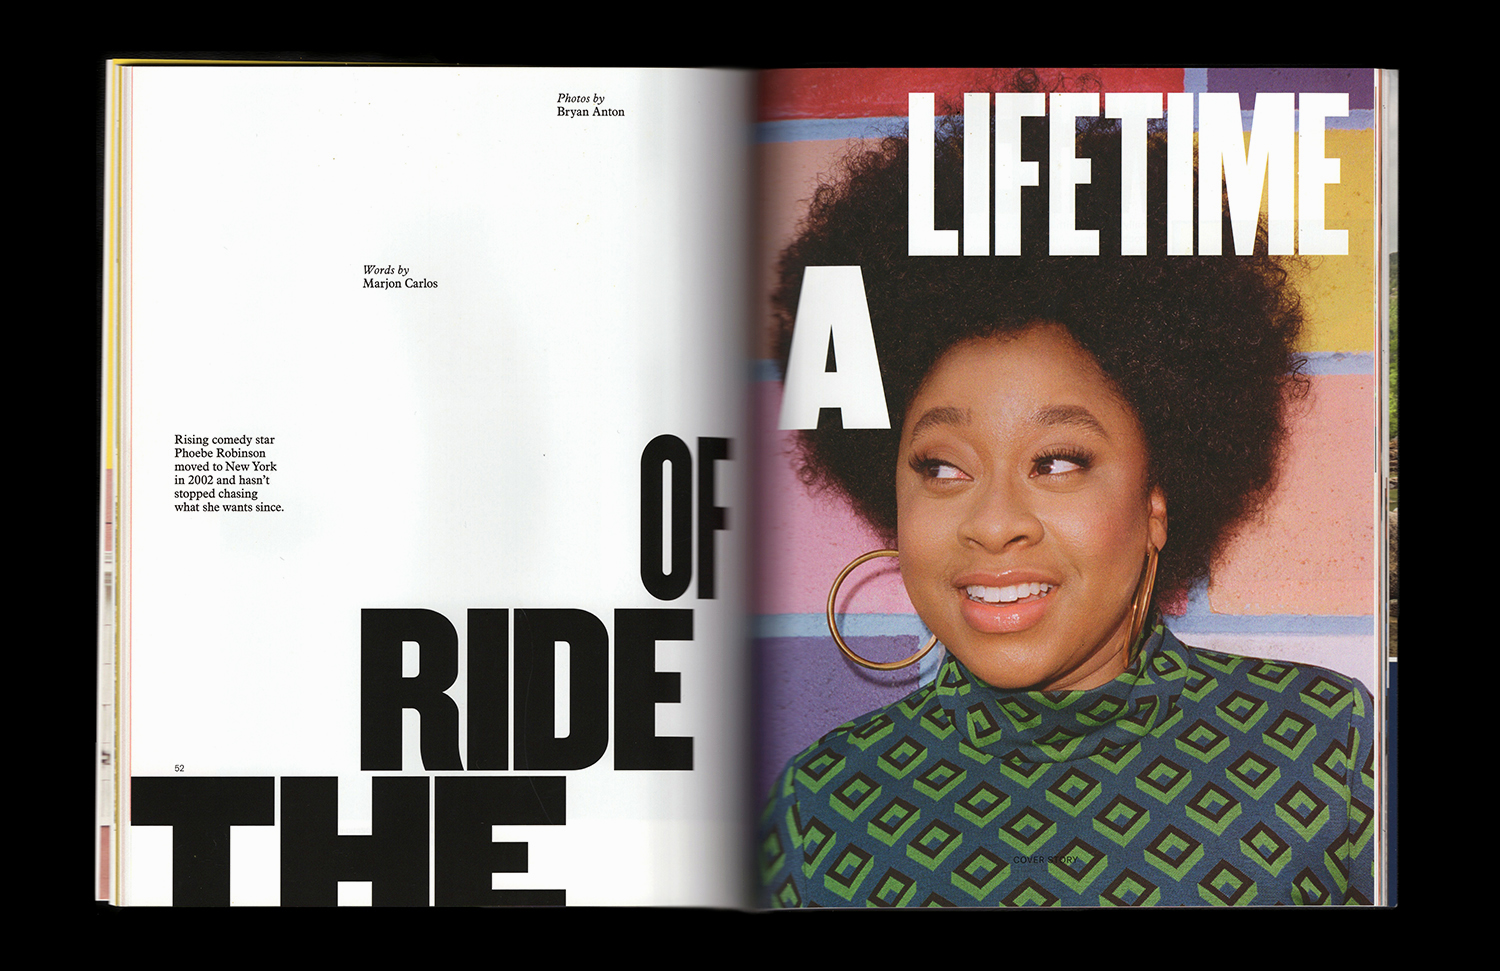 Photos by
Bryan Anton
Words by
Marjon Carlos
Rising comedy star
Phoebe Robinson
moved to New York
in 2002 and hasn't
stopped chasing
what she wants since.
THE
RIDE
OF
A
LIFETIME
52
COVER STORY